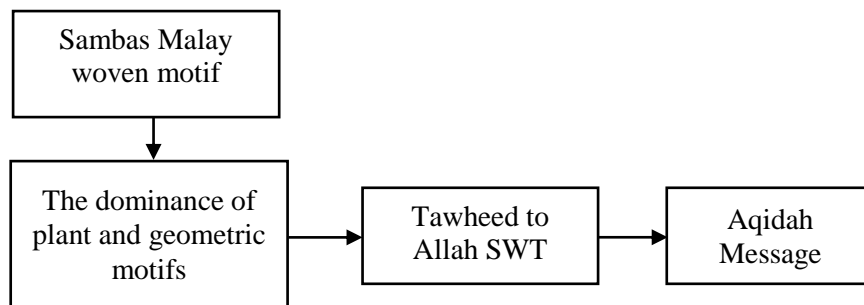 Sambas Malay
woven motif
The dominance of
plant and geometric
motifs
Tawheed to
Allah SWT
Aqidah
Message